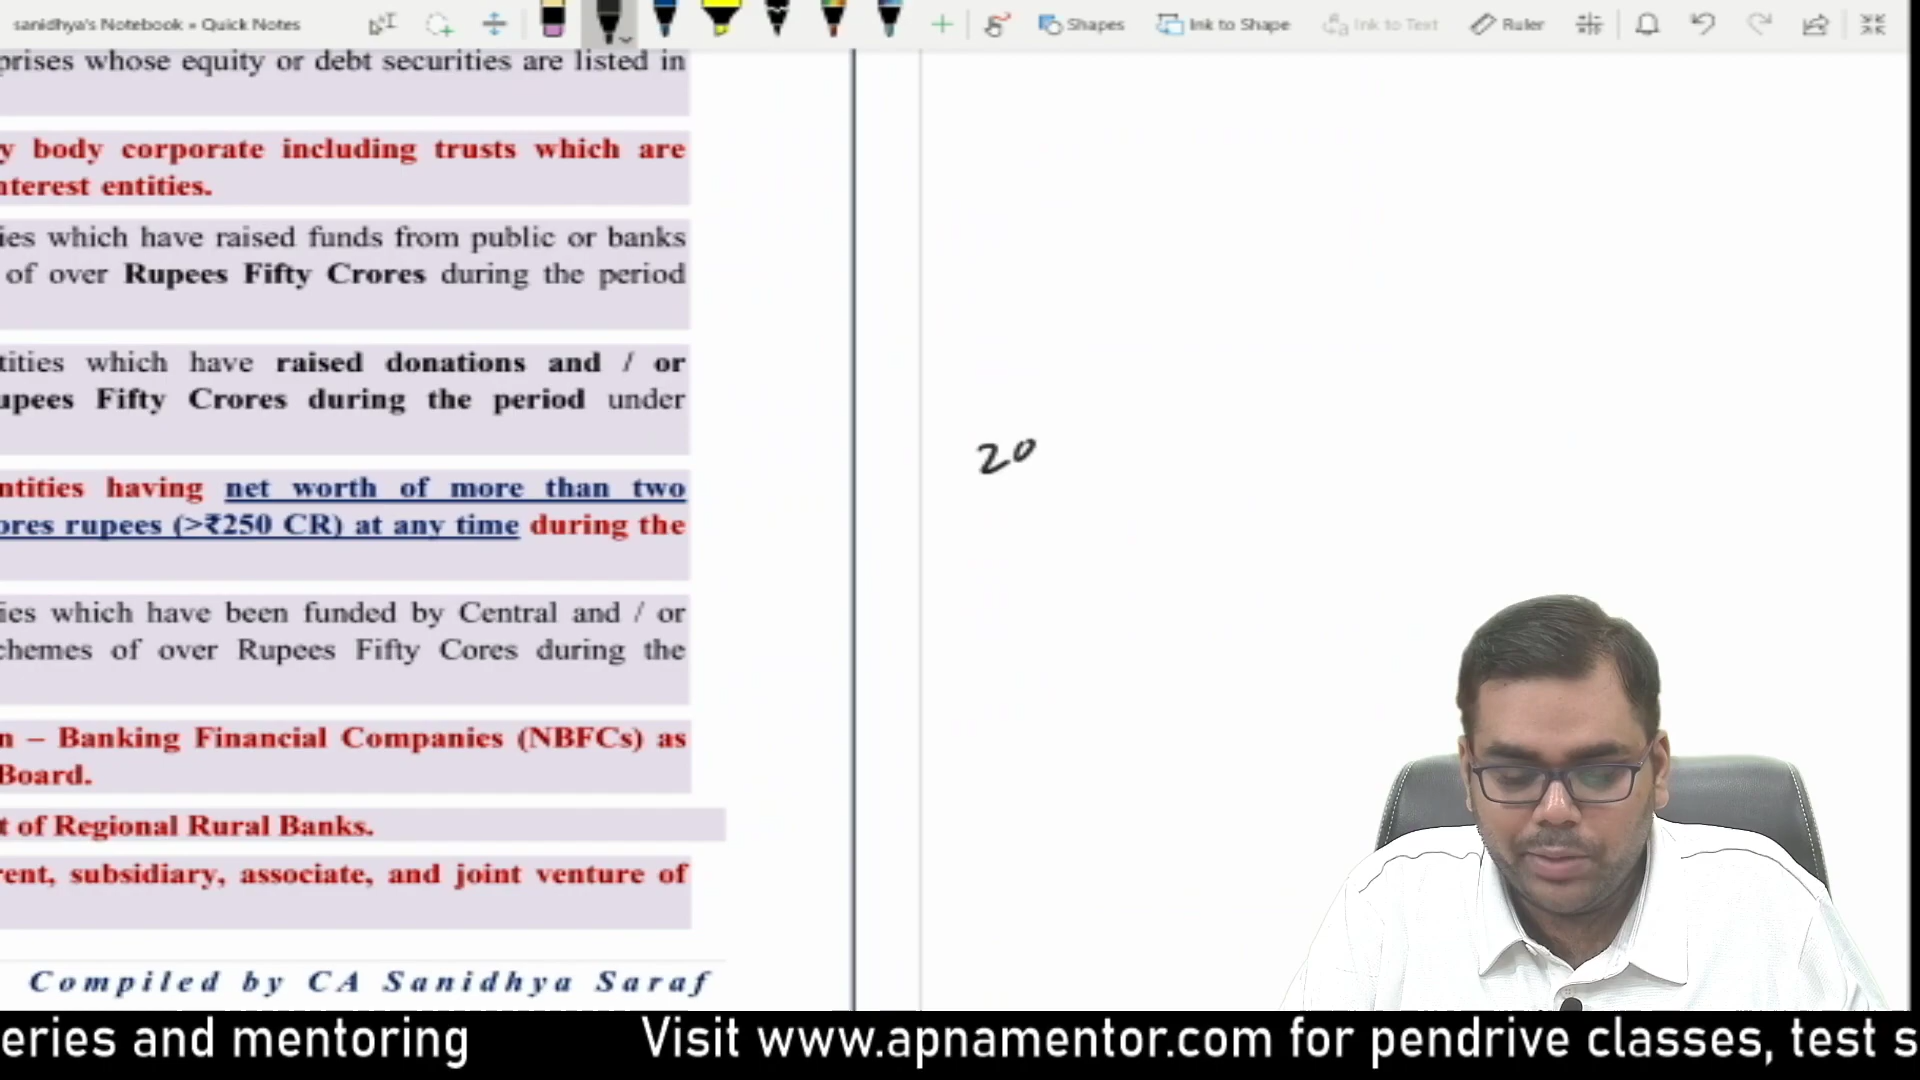 sanidhya's Notebook » Quick Notes
Shapes
Ink to Shape
Ink to Text
Ruler
prises whose equity or debt securities are listed in
y body corporate including trusts which are
nterest entities.
ies which have raised funds from public or banks
of over Rupees Fifty Crores during the period
tities which have raised donations and / or
upees Fifty Crores during the period under
20
ntities having net worth of more than two
ores rupees (>₹250 CR) at any time during the
ies which have been funded by Central and / or
chemes of over Rupees Fifty Cores during the
n – Banking Financial Companies (NBFCs) as
Board.
t of Regional Rural Banks.
rent, subsidiary, associate, and joint venture of
Compiled by CA Sanidhya Saraf
eries and mentoring Visit www.apnamentor.com for pendrive classes, test s